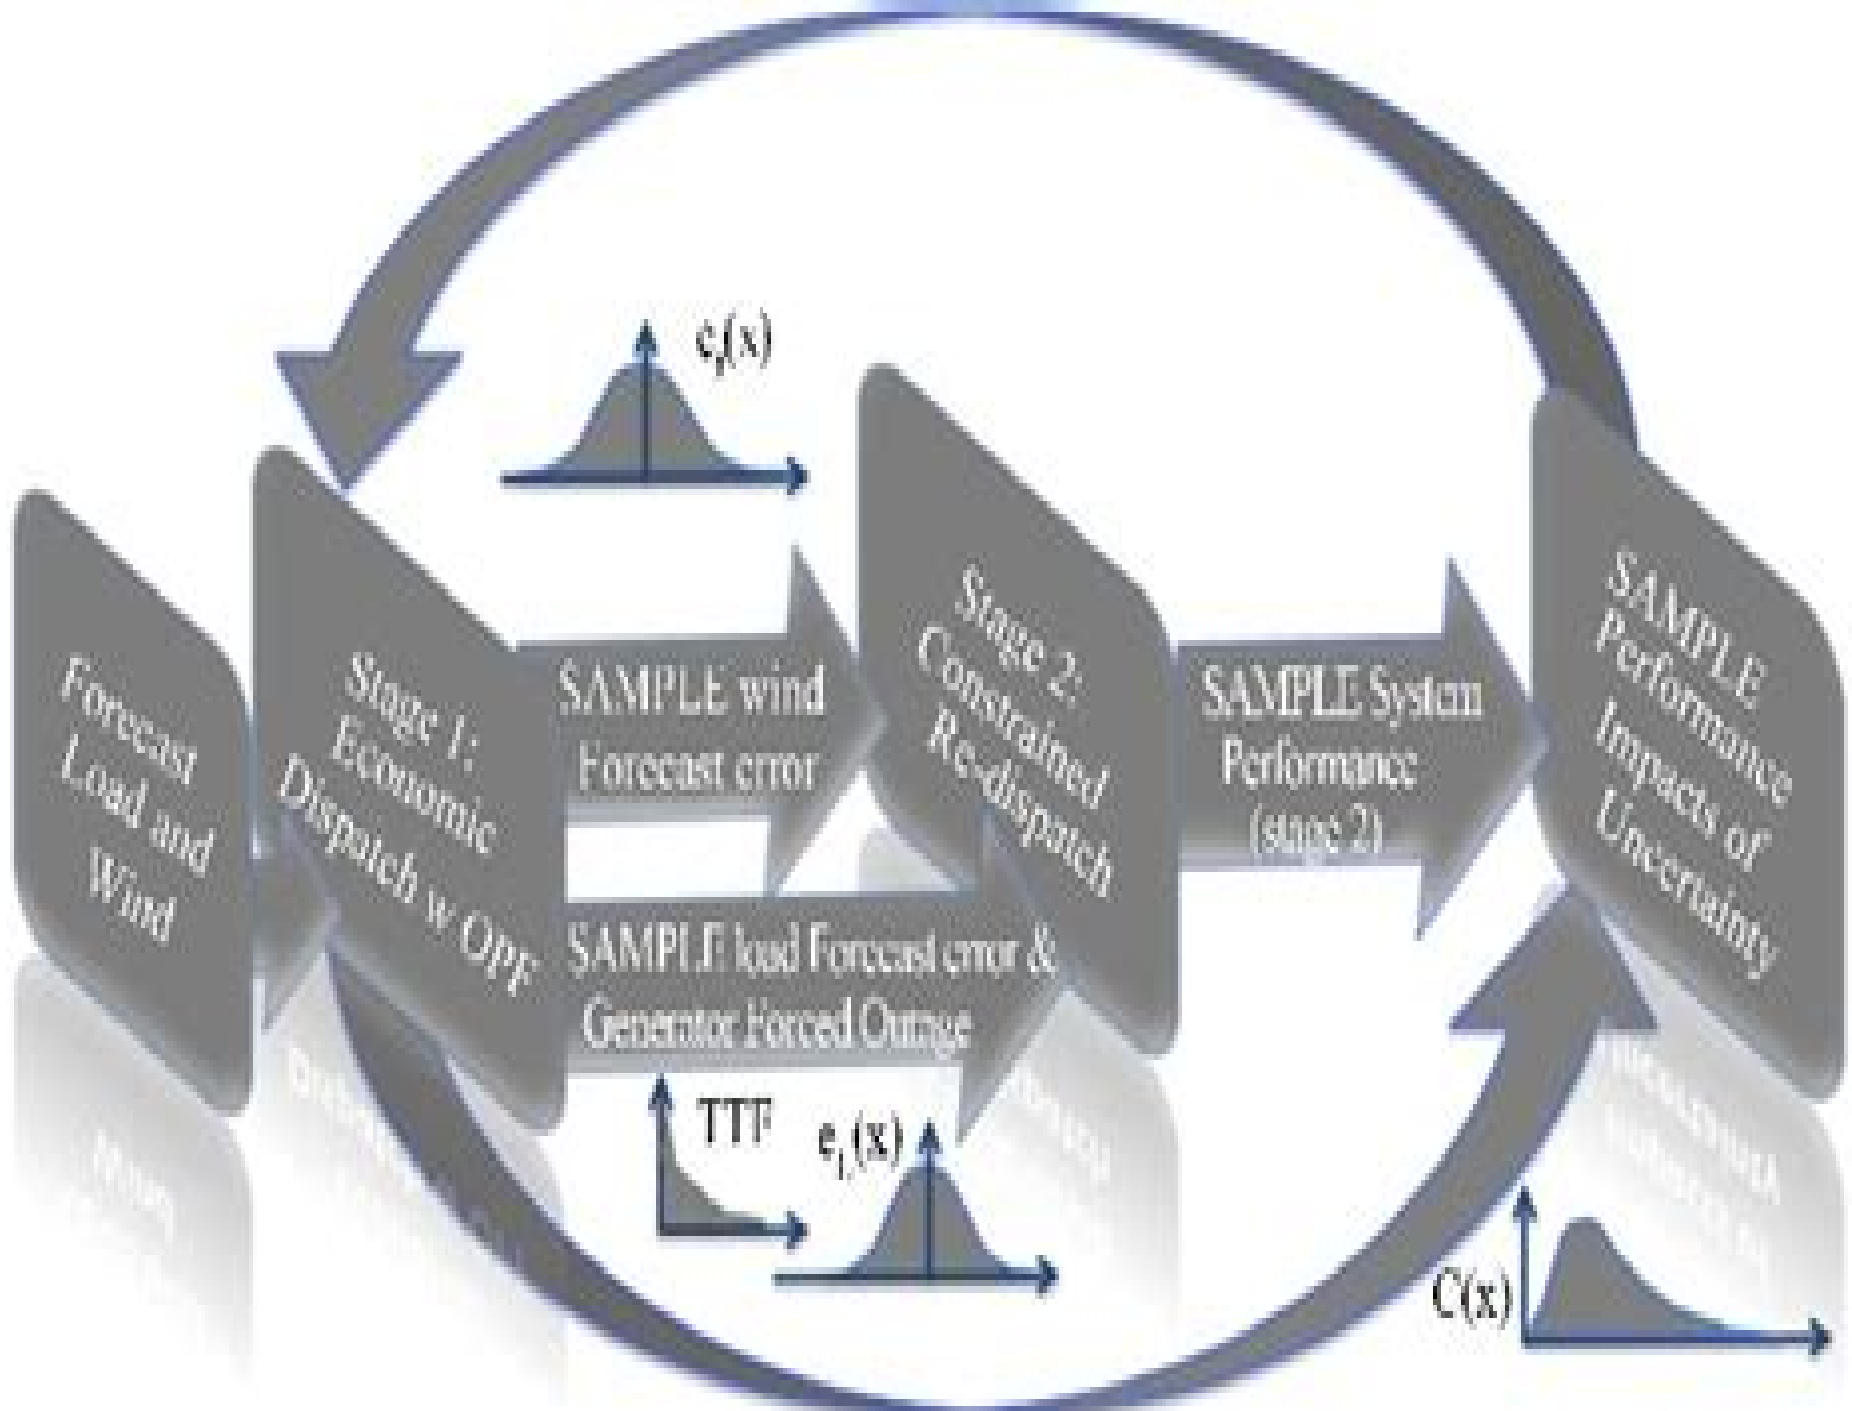 Forecast
Load and
Wind
Stage 1:
Economic
Dispatch w OPF
SAMPLE wind
Forecast error
SAMPLE load Forecast error &
Generator Forced Outage
TTF
Stage 2:
Constrained
Re-dispatch
SAMPLE System
Performance
(stage 2)
SAMPLE
Performance
Impacts of
Uncertainty
C(x)